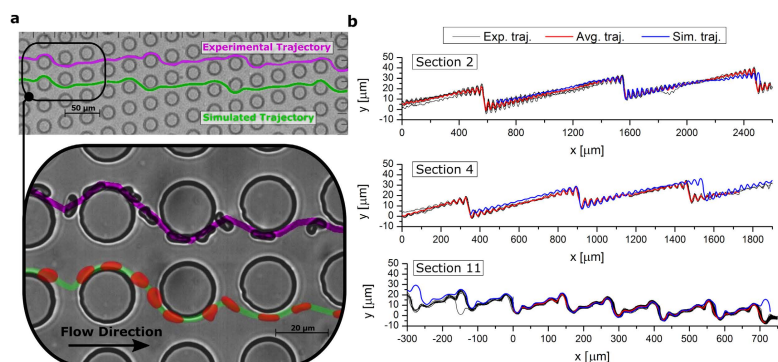 a
Experimental Trajectory
50 µm
Simulated Trajectory
Flow Direction
20 µm
b
Exp. traj. Avg. traj. Sim. traj.
Section 2
y [µm]
50
40
30
20
10
0
-10
0 400 800 1200 1600 2000 2400
x [µm]
Section 4
y [µm]
50
40
30
20
10
0
-10
0 200 400 600 800 1000 1200 1400 1600 1800
x [µm]
Section 11
y [µm]
50
40
30
20
10
0
-10
-300 -200 -100 0 100 200 300 400 500 600 700
x [µm]